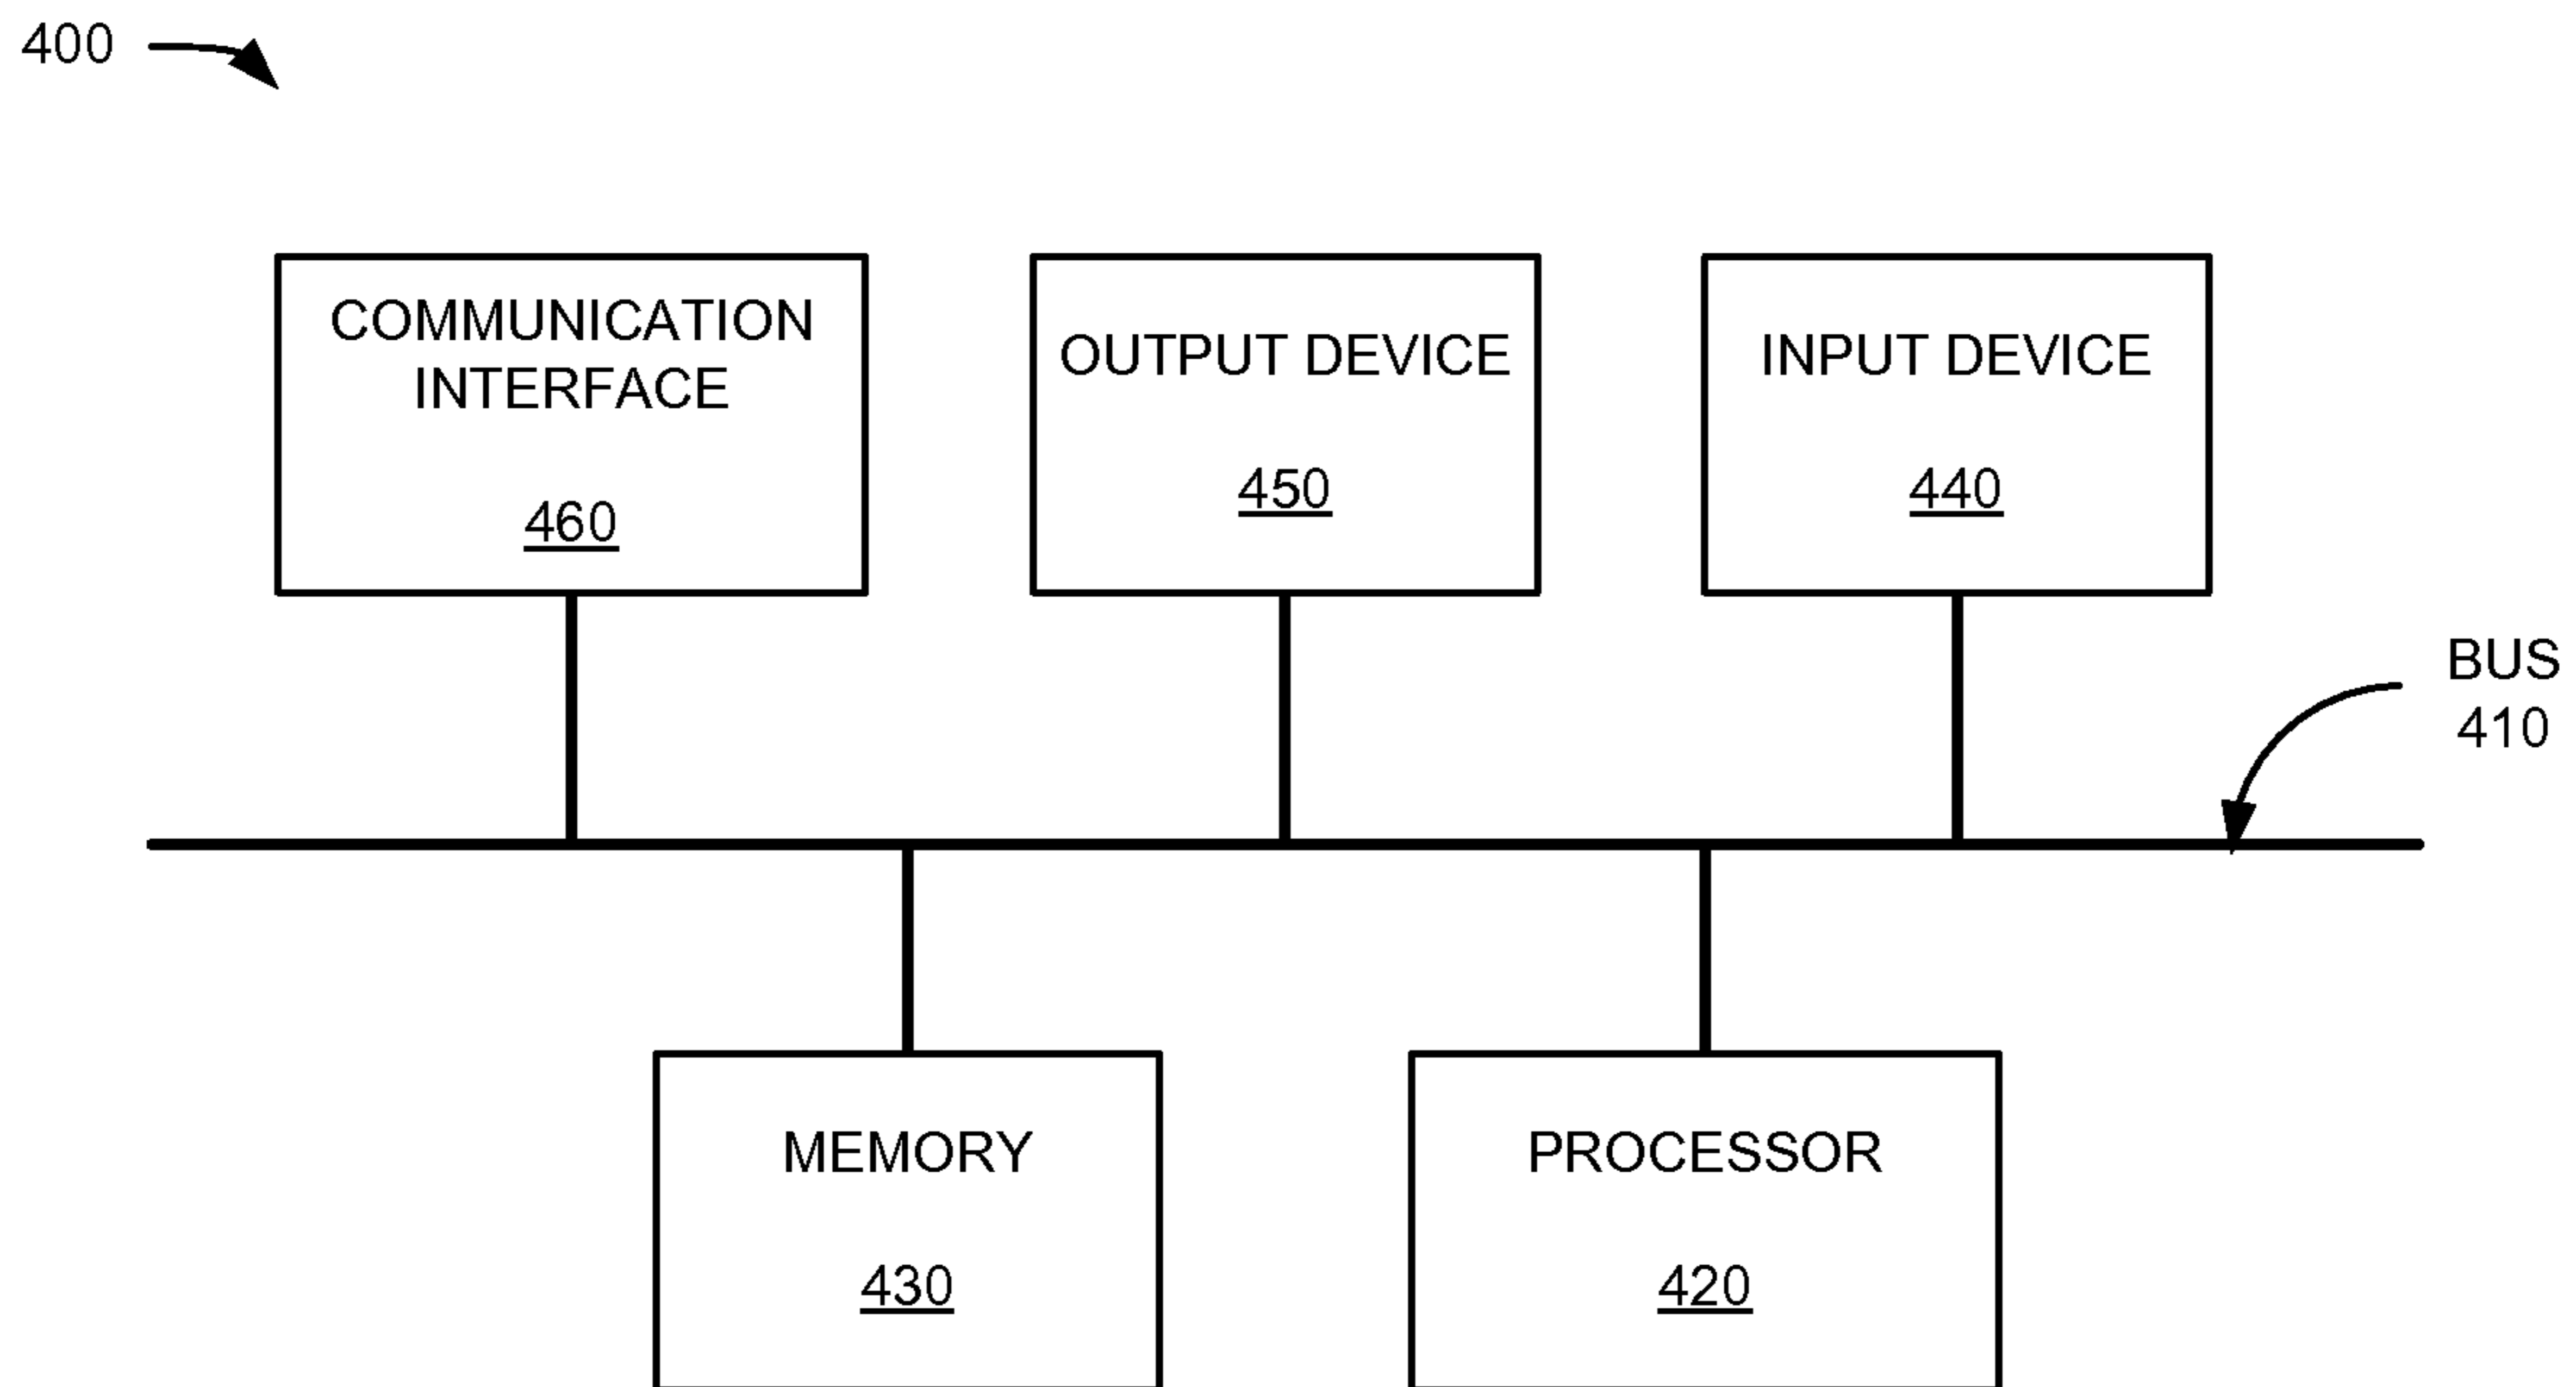 400
COMMUNICATION
INTERFACE
460
OUTPUT DEVICE
450
INPUT DEVICE
440
BUS
410
MEMORY
430
PROCESSOR
420